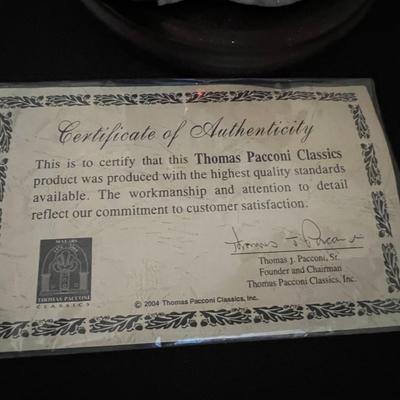 Certificate of Authenticity
This is to certify that this Thomas Pacconi Classics
product was produced with the highest quality standards
available. The workmanship and attention to detail
reflect our commitment to customer satisfaction.
Thomas J. Pacconi
Thomas J. Pacconi, Sr.
Founder and Chairman
Thomas Pacconi Classics, Inc.
THOMAS PACCONI
CLASSICS
© 2004 Thomas Pacconi Classics, Inc.